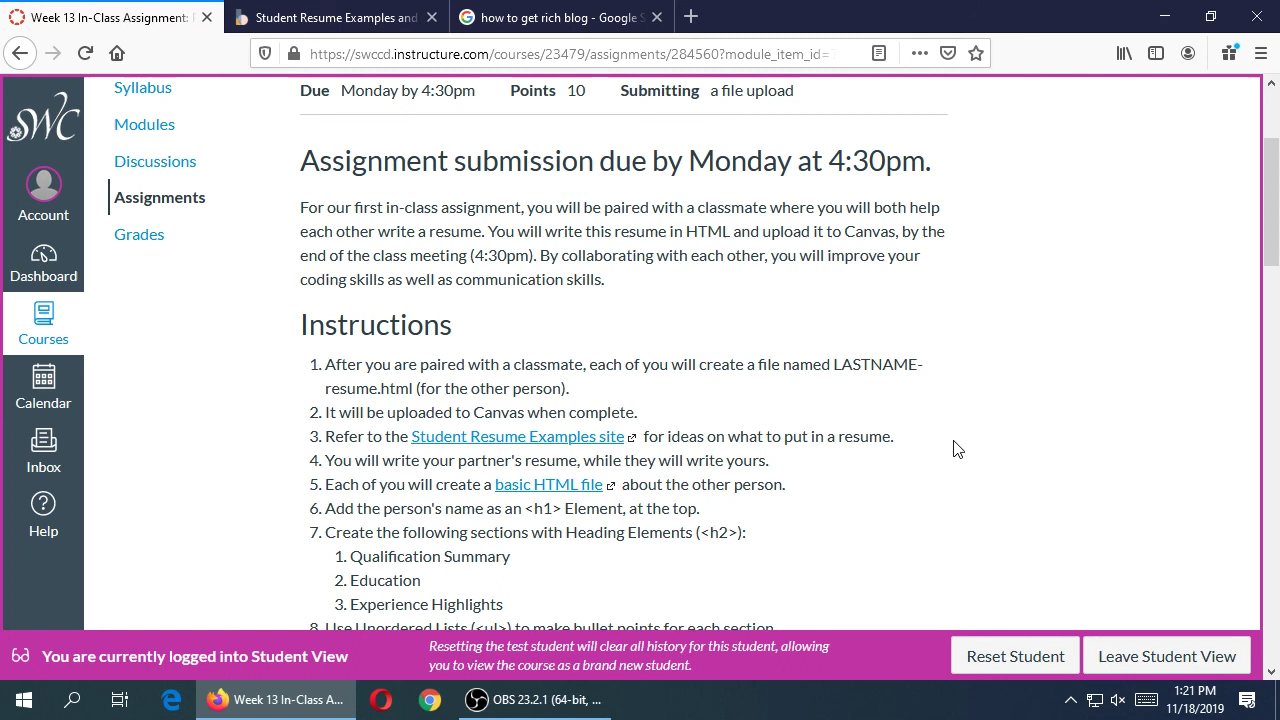 Week 13 In-Class Assignment:
Student Resume Examples and
how to get rich blog - Google S
https://swccd.instructure.com/courses/23479/assignments/284560?module_item_id=
SWC
Account
Dashboard
Courses
Calendar
Inbox
Help
Syllabus
Modules
Discussions
Assignments
Grades
Due Monday by 4:30pm Points 10 Submitting a file upload
Assignment submission due by Monday at 4:30pm.
For our first in-class assignment, you will be paired with a classmate where you will both help
each other write a resume. You will write this resume in HTML and upload it to Canvas, by the
end of the class meeting (4:30pm). By collaborating with each other, you will improve your
coding skills as well as communication skills.
Instructions
1. After you are paired with a classmate, each of you will create a file named LASTNAME-
resume.html (for the other person).
2. It will be uploaded to Canvas when complete.
3. Refer to the Student Resume Examples site for ideas on what to put in a resume.
4. You will write your partner's resume, while they will write yours.
5. Each of you will create a basic HTML file about the other person.
6. Add the person's name as an <h1> Element, at the top.
7. Create the following sections with Heading Elements (<h2>):
1. Qualification Summary
2. Education
3. Experience Highlights
8. Use Unordered Lists (<ul>) to make bullet points for each section
You are currently logged into Student View
Resetting the test student will clear all history for this student, allowing
you to view the course as a brand new student.
Reset Student
Leave Student View
Week 13 In-Class A...
OBS 23.2.1 (64-bit, ...
1:21 PM
11/18/2019